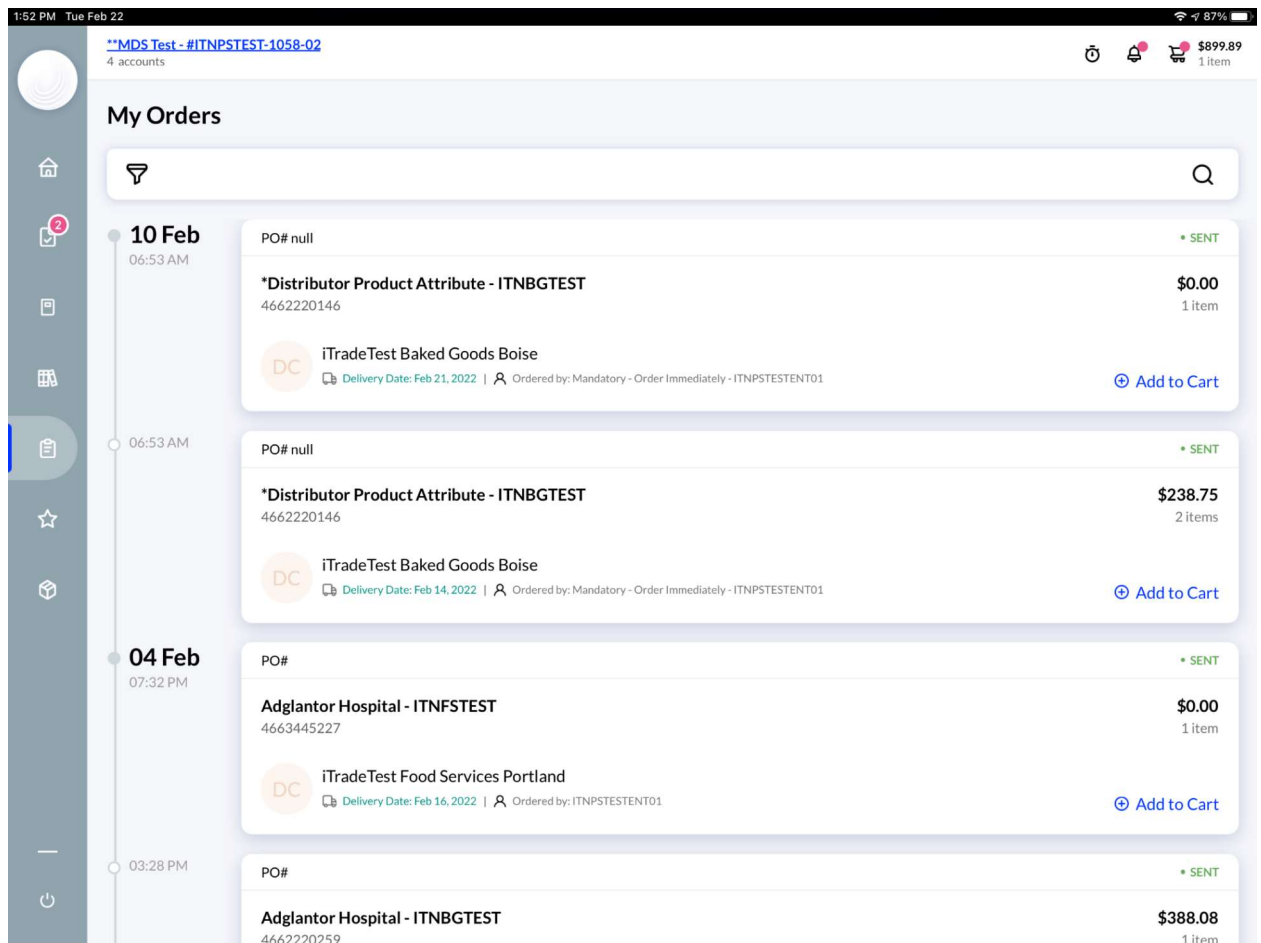 1:52 PM Tue Feb 22
87%
**MDS Test - #ITNPSTEST-1058-02
4 accounts
$899.89
1 item
My Orders
2
10 Feb
06:53 AM
PO# null
• SENT
*Distributor Product Attribute - ITNBGTEST
$0.00
4662220146
1 item
DC
iTradeTest Baked Goods Boise
Delivery Date: Feb 21, 2022 | Ordered by: Mandatory - Order Immediately - ITNPSTESTENT01
Add to Cart
06:53 AM
PO# null
• SENT
*Distributor Product Attribute - ITNBGTEST
$238.75
4662220146
2 items
DC
iTradeTest Baked Goods Boise
Delivery Date: Feb 14, 2022 | Ordered by: Mandatory - Order Immediately - ITNPSTESTENT01
Add to Cart
04 Feb
07:32 PM
PO#
• SENT
Adglantor Hospital - ITNFSTEST
$0.00
4663445227
1 item
DC
iTradeTest Food Services Portland
Delivery Date: Feb 16, 2022 | Ordered by: ITNPSTESTENT01
Add to Cart
03:28 PM
PO#
• SENT
Adglantor Hospital - ITNBGTEST
$388.08
4662220259
1 item